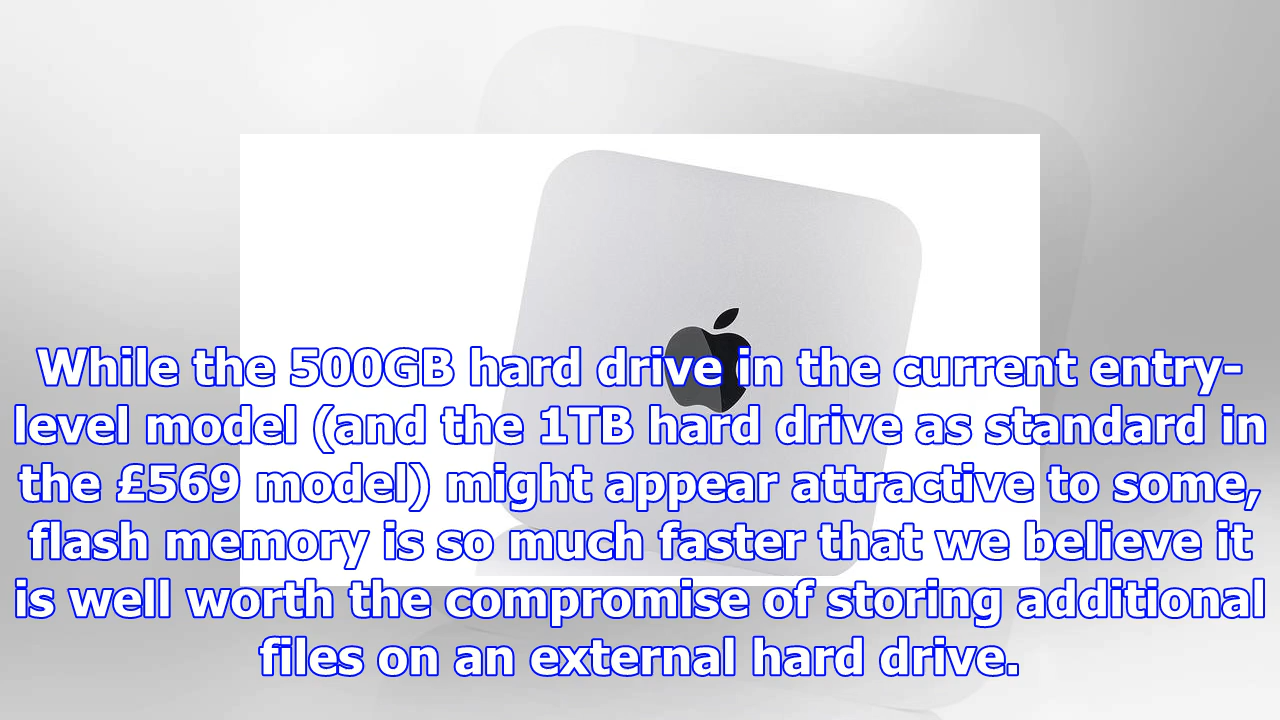 While the 500GB hard drive in the current entry-
level model (and the 1TB hard drive as standard in
the £569 model) might appear attractive to some,
flash memory is so much faster that we believe it
is well worth the compromise of storing additional
files on an external hard drive.